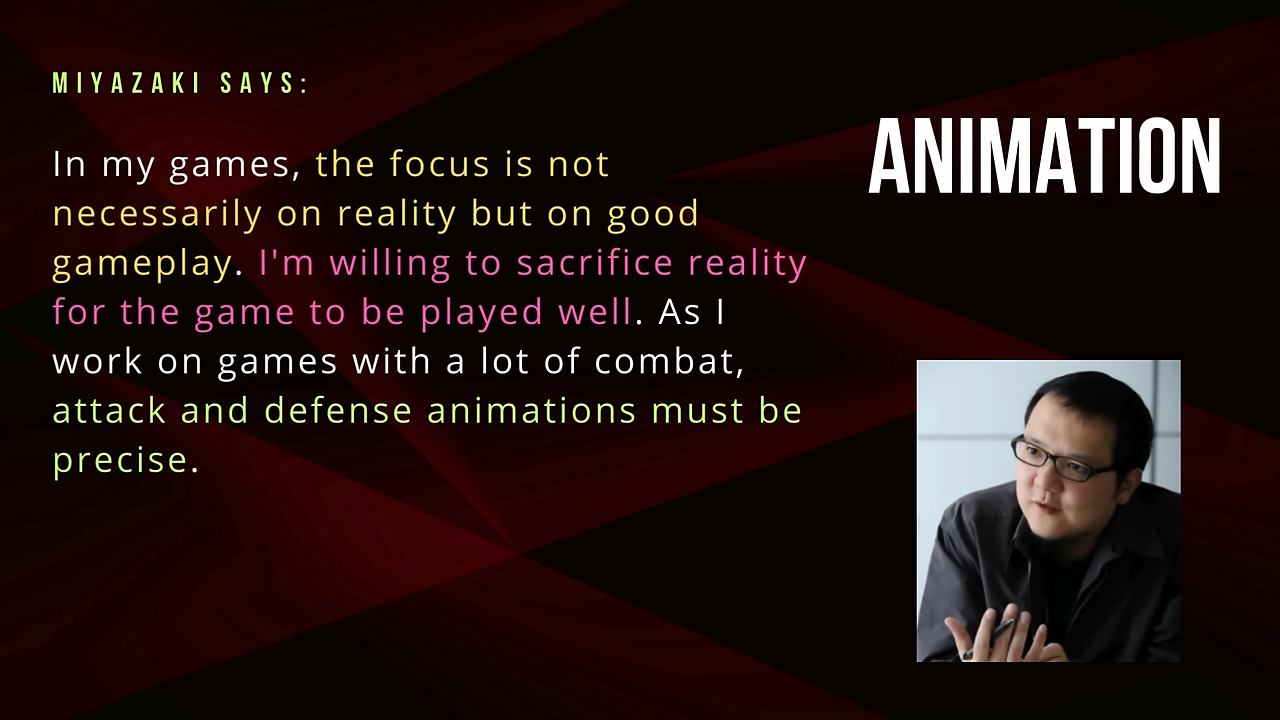 MIYAZAKI SAYS:
ANIMATION
In my games, the focus is not
necessarily on reality but on good
gameplay. I'm willing to sacrifice reality
for the game to be played well. As I
work on games with a lot of combat,
attack and defense animations must be
precise.